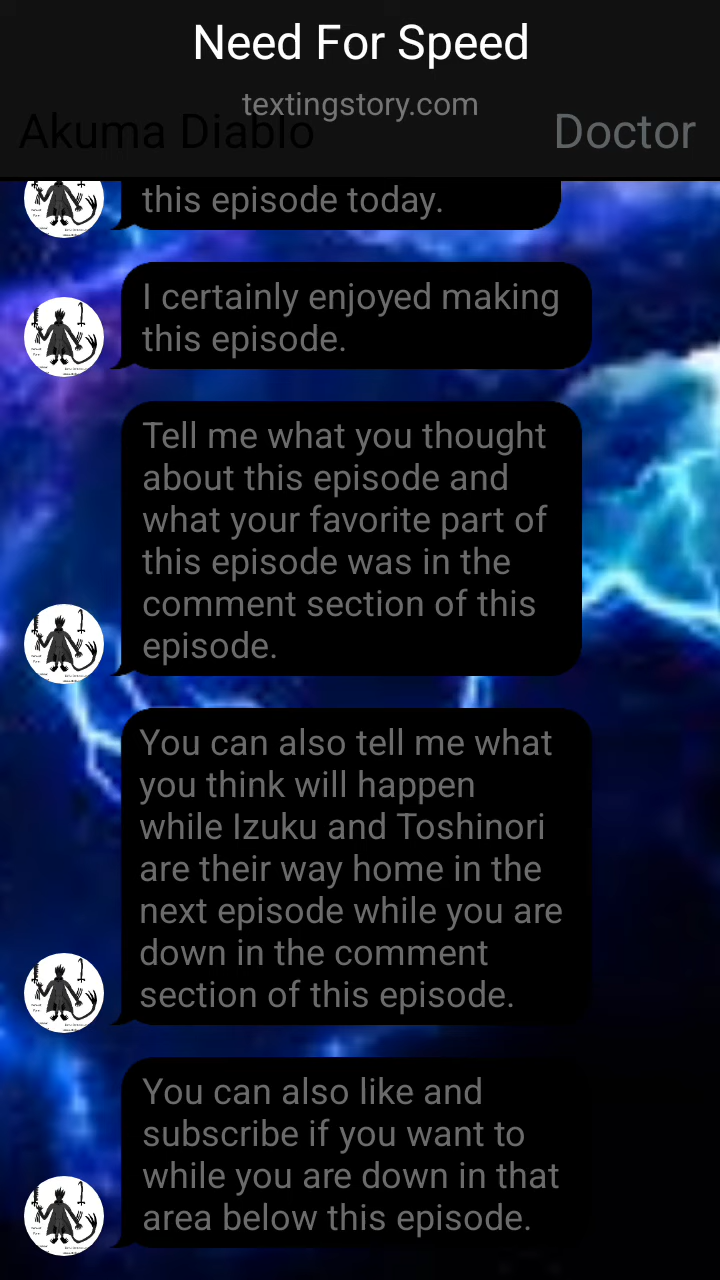 Need For Speed
textingstory.com
Akuma Diablo
Doctor
this episode today.
I certainly enjoyed making
this episode.
Tell me what you thought
about this episode and
what your favorite part of
this episode was in the
comment section of this
episode.
You can also tell me what
you think will happen
while Izuku and Toshinori
are their way home in the
next episode while you are
down in the comment
section of this episode.
You can also like and
subscribe if you want to
while you are down in that
area below this episode.